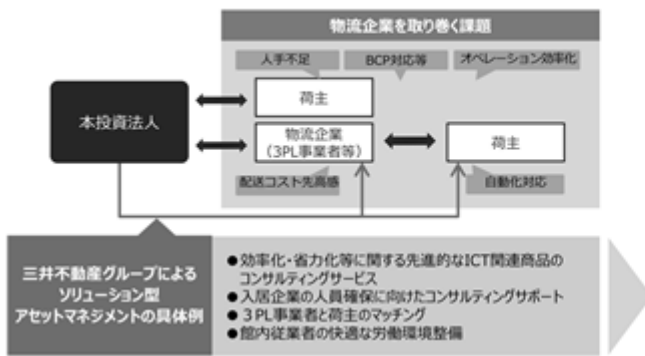 物流企業を取り巻く課題
人手不足
BCP対応等
オペレーション効率化
本投資法人
荷主
物流企業
（3PL事業者等）
荷主
配送コスト先高感
自動化対応
三井不動産グループによる
ソリューション型
アセットマネジメントの具体例
●効率化・省力化等に関する先進的なICT関連商品の
コンサルティングサービス
●入居企業の人員確保に向けたコンサルティングサポート
●３PL事業者と荷主のマッチング
●館内従業者の快適な労働環境整備